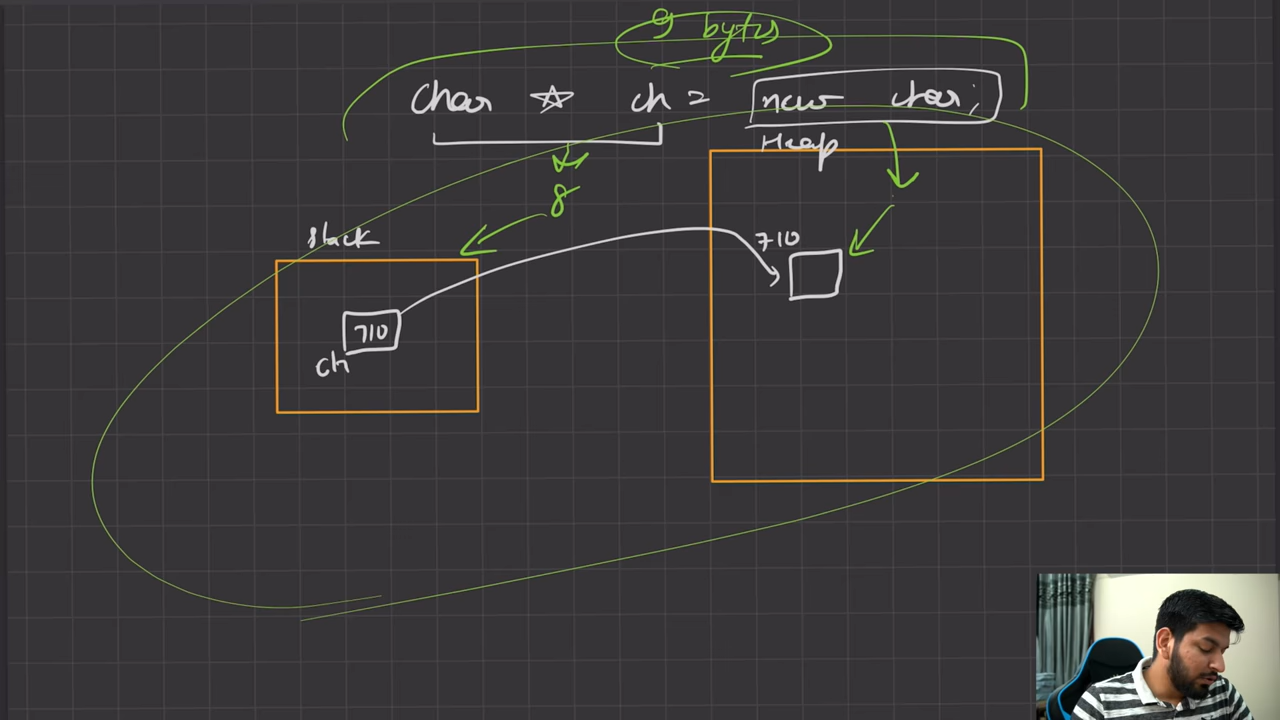 9 bytes
char * ch = new char;
Heap
8
stack
710
710
ch